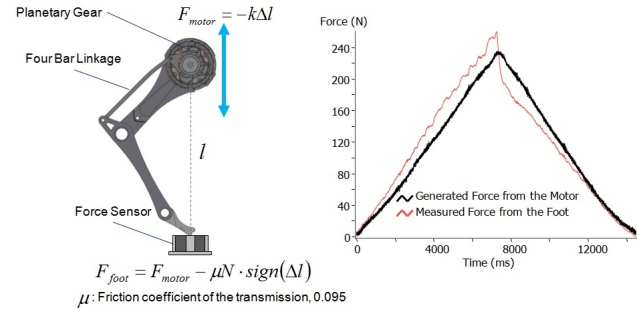 Planetary Gear
F_motor = −kΔl
Four Bar Linkage
l
Force Sensor
F_foot = F_motor − μN · sign(Δl)
μ : Friction coefficient of the transmission, 0.095
Force (N)
240
200
160
120
80
40
0
Generated Force from the Motor
Measured Force from the Foot
0 4000 8000 12000
Time (ms)